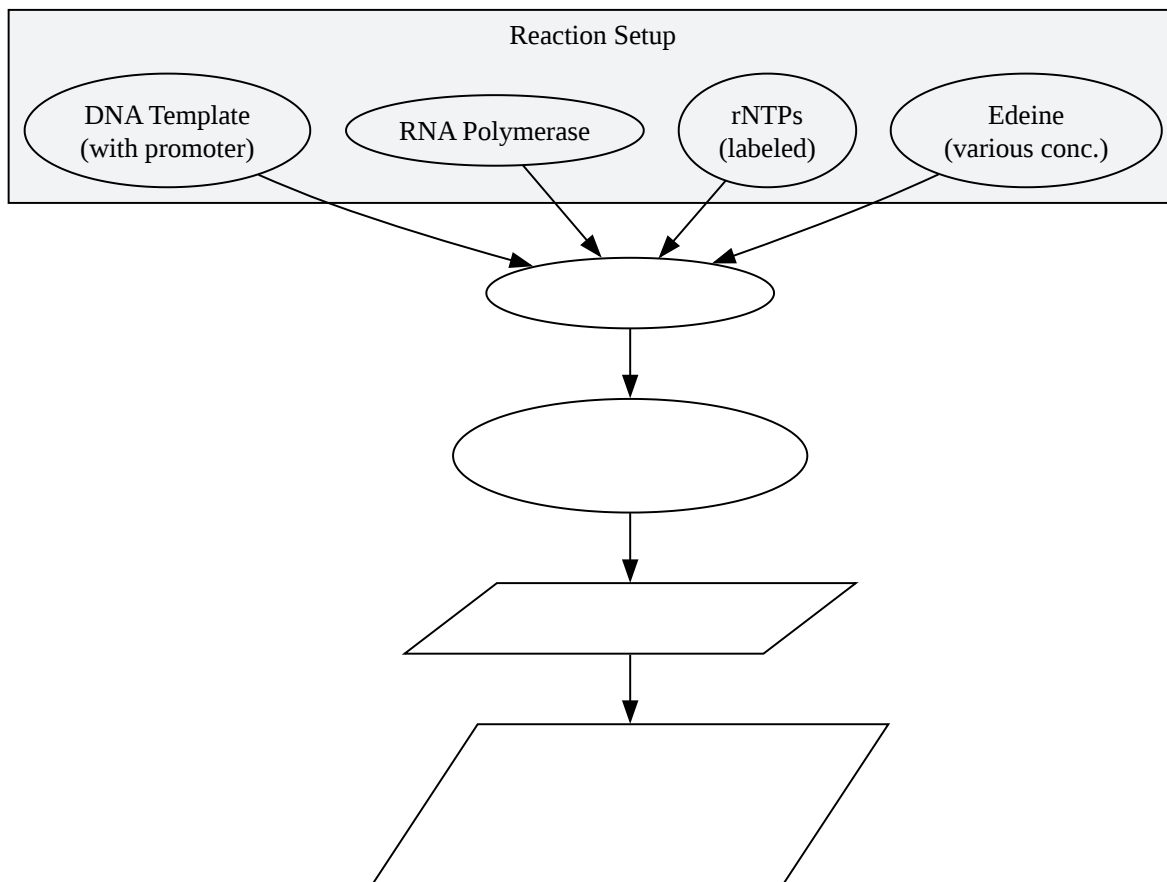 Reaction Setup
DNA Template
(with promoter)
RNA Polymerase
rNTPs
(labeled)
Edeine
(various conc.)